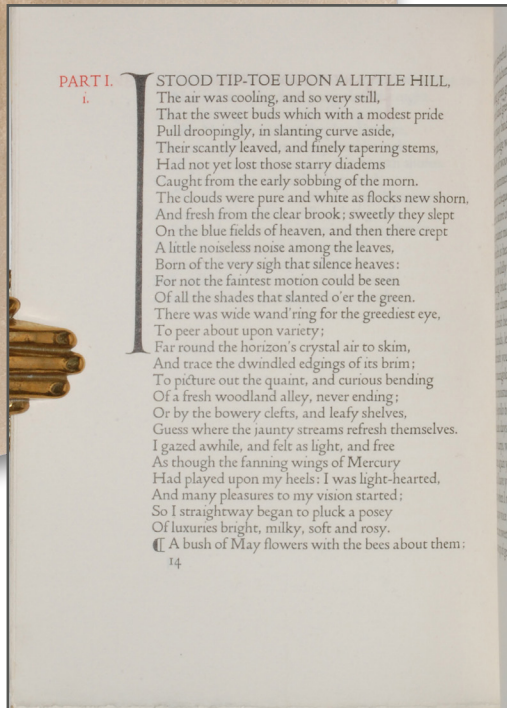 PART I.
i.
I STOOD TIP-TOE UPON A LITTLE HILL,
The air was cooling, and so very still,
That the sweet buds which with a modest pride
Pull droopingly, in slanting curve aside,
Their scantly leaved, and finely tapering stems,
Had not yet lost those starry diadems
Caught from the early sobbing of the morn.
The clouds were pure and white as flocks new shorn,
And fresh from the clear brook; sweetly they slept
On the blue fields of heaven, and then there crept
A little noiseless noise among the leaves,
Born of the very sigh that silence heaves:
For not the faintest motion could be seen
Of all the shades that slanted o'er the green.
There was wide wand'ring for the greediest eye,
To peer about upon variety;
Far round the horizon's crystal air to skim,
And trace the dwindled edgings of its brim;
To picture out the quaint, and curious bending
Of a fresh woodland alley, never ending;
Or by the bowery clefts, and leafy shelves,
Guess where the jaunty streams refresh themselves.
I gazed awhile, and felt as light, and free
As though the fanning wings of Mercury
Had played upon my heels: I was light-hearted,
And many pleasures to my vision started;
So I straightway began to pluck a posey
Of luxuries bright, milky, soft and rosy.
⁋ A bush of May flowers with the bees about them;
14